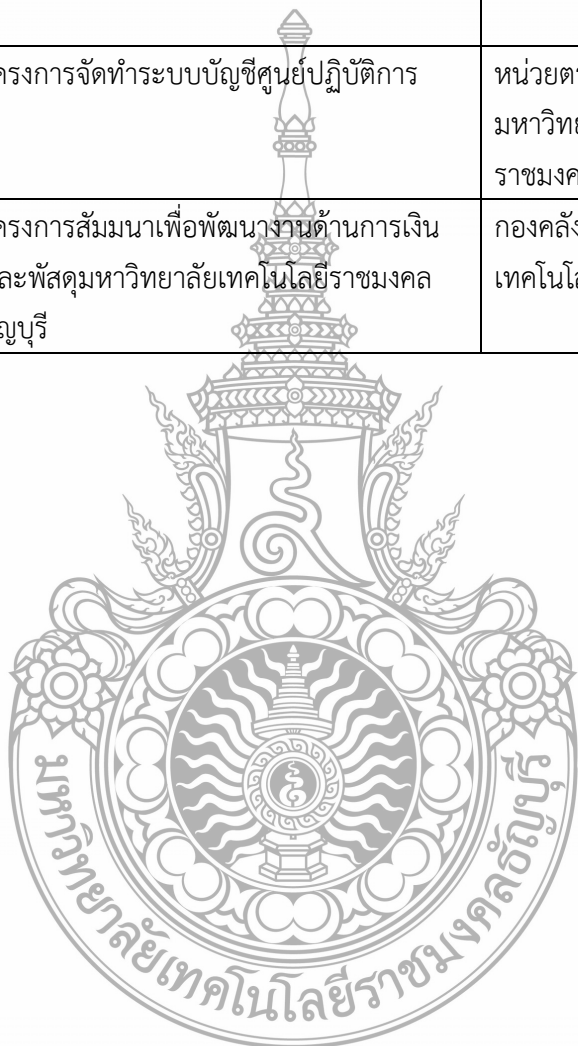 ครงการจัดทำระบบบัญชีศูนย์ปฏิบัติการ
หน่วยตร
มหาวิทย
ราชมงค
ครงการสัมมนาเพื่อพัฒนางานด้านการเงิน
ละพัสดุมหาวิทยาลัยเทคโนโลยีราชมงคล
ญบุรี
กองคลัง
เทคโนโล
มหาวิทยาลัยเทคโนโลยีราชมงคลธัญบุรี